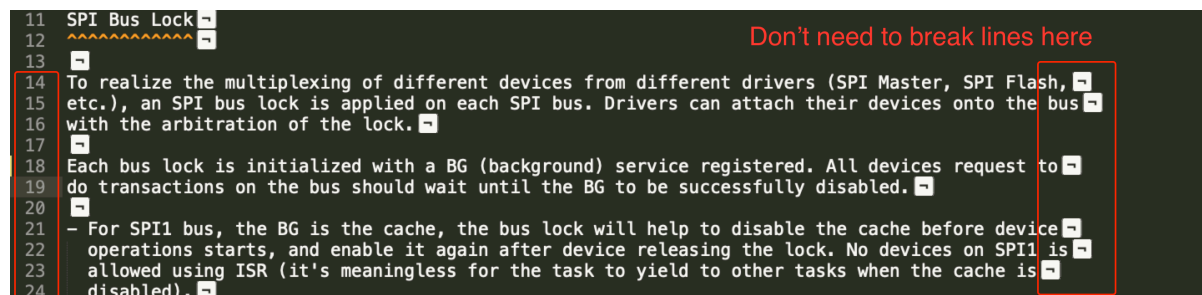 11 SPI Bus Lock¬
12 ^^^^^^^^^^^^¬
Don't need to break lines here
13 ¬
14 To realize the multiplexing of different devices from different drivers (SPI Master, SPI Flash,¬
15 etc.), an SPI bus lock is applied on each SPI bus. Drivers can attach their devices onto the bus¬
16 with the arbitration of the lock.¬
17 ¬
18 Each bus lock is initialized with a BG (background) service registered. All devices request to¬
19 do transactions on the bus should wait until the BG to be successfully disabled.¬
20 ¬
21 - For SPI1 bus, the BG is the cache, the bus lock will help to disable the cache before device¬
22 operations starts, and enable it again after device releasing the lock. No devices on SPI1 is¬
23 allowed using ISR (it's meaningless for the task to yield to other tasks when the cache is¬
24 disabled).¬